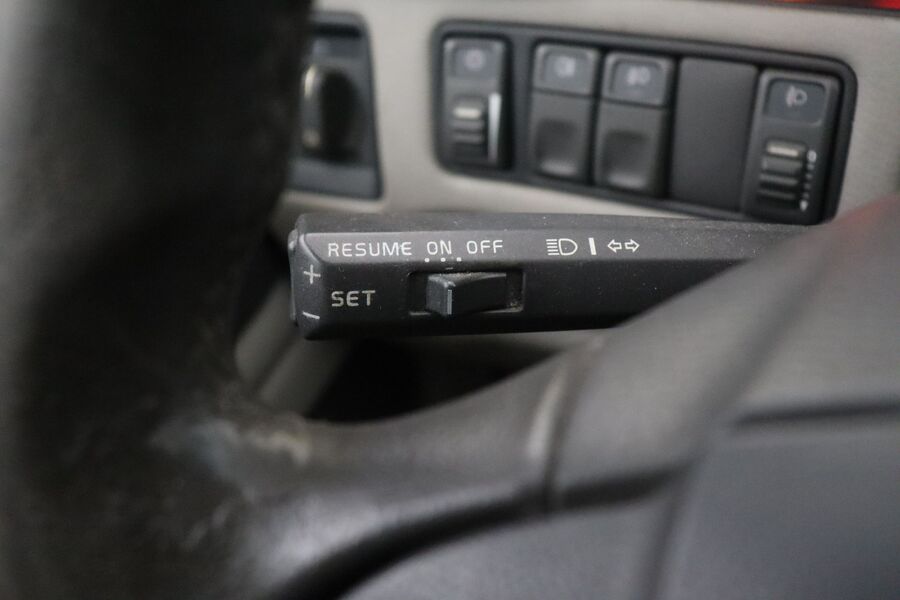 RESUME ON OFF
+
SET
-